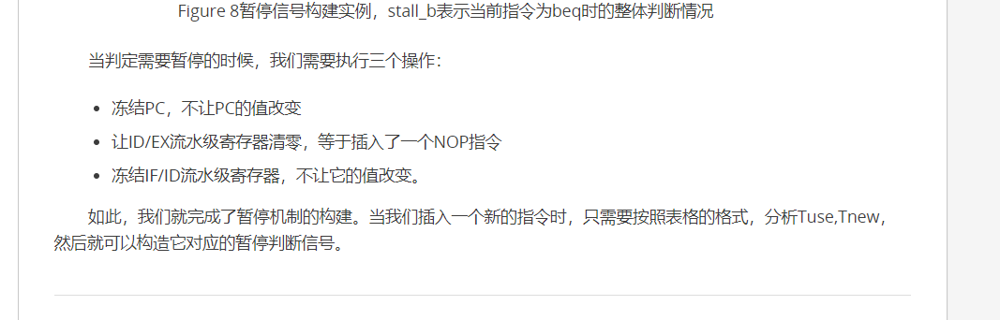 Figure 8暂停信号构建实例，stall_b表示当前指令为beq时的整体判断情况
当判定需要暂停的时候，我们需要执行三个操作：
• 冻结PC，不让PC的值改变
• 让ID/EX流水级寄存器清零，等于插入了一个NOP指令
• 冻结IF/ID流水级寄存器，不让它的值改变。
如此，我们就完成了暂停机制的构建。当我们插入一个新的指令时，只需要按照表格的格式，分析Tuse,Tnew，
然后就可以构造它对应的暂停判断信号。